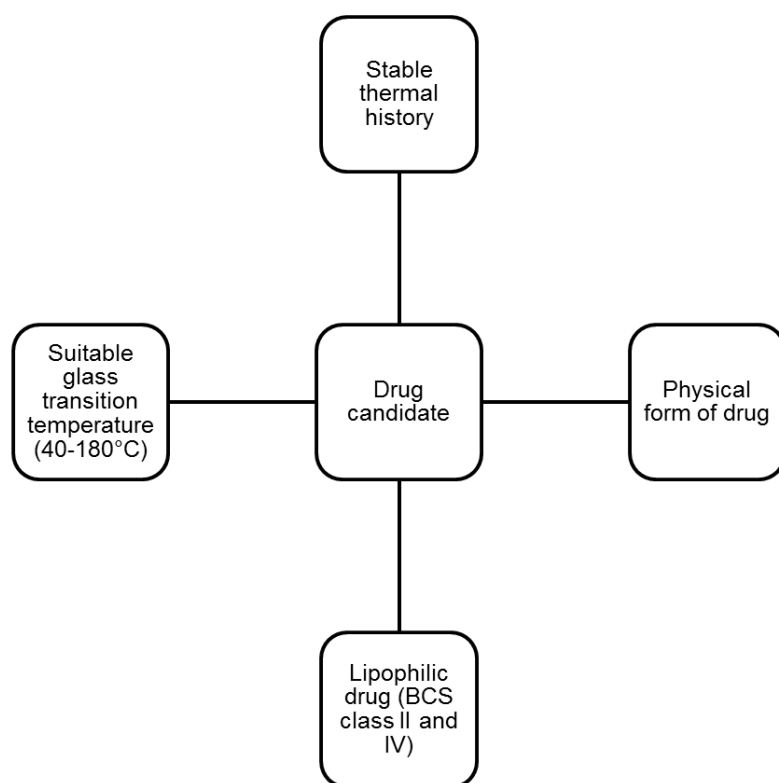 Stable
thermal
history
Suitable
glass
transition
temperature
(40-180°C)
Drug
candidate
Physical
form of drug
Lipophilic
drug (BCS
class II and
IV)